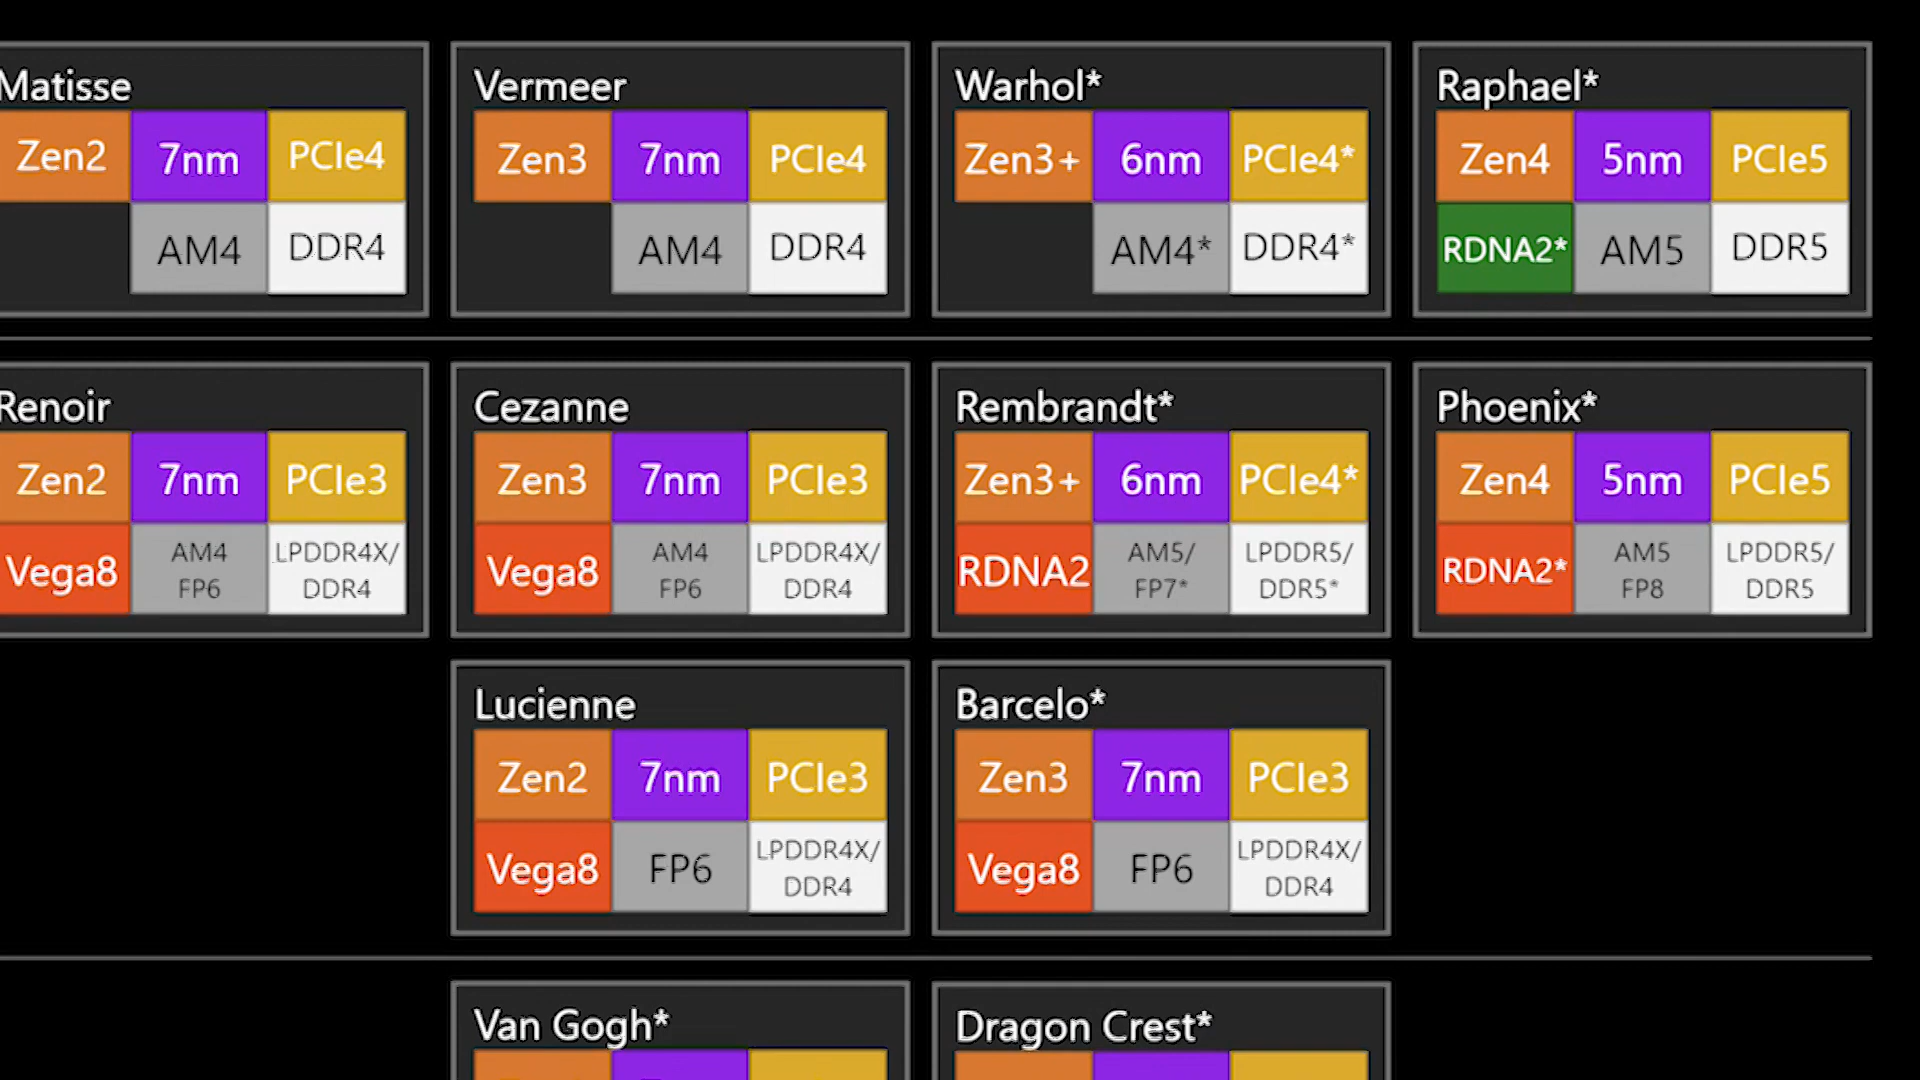 Matisse
Zen2 7nm PCIe4
AM4 DDR4
Vermeer
Zen3 7nm PCIe4
AM4 DDR4
Warhol*
Zen3+ 6nm PCIe4*
AM4* DDR4*
Raphael*
Zen4 5nm PCIe5
RDNA2* AM5 DDR5
Renoir
Zen2 7nm PCIe3
Vega8 AM4 LPDDR4X/
FP6 DDR4
Cezanne
Zen3 7nm PCIe3
Vega8 AM4 LPDDR4X/
FP6 DDR4
Rembrandt*
Zen3+ 6nm PCIe4*
RDNA2 AM5/ LPDDR5/
FP7* DDR5*
Phoenix*
Zen4 5nm PCIe5
RDNA2* AM5 LPDDR5/
FP8 DDR5
Lucienne
Zen2 7nm PCIe3
Vega8 FP6 LPDDR4X/
DDR4
Barcelo*
Zen3 7nm PCIe3
Vega8 FP6 LPDDR4X/
DDR4
Van Gogh*
Dragon Crest*